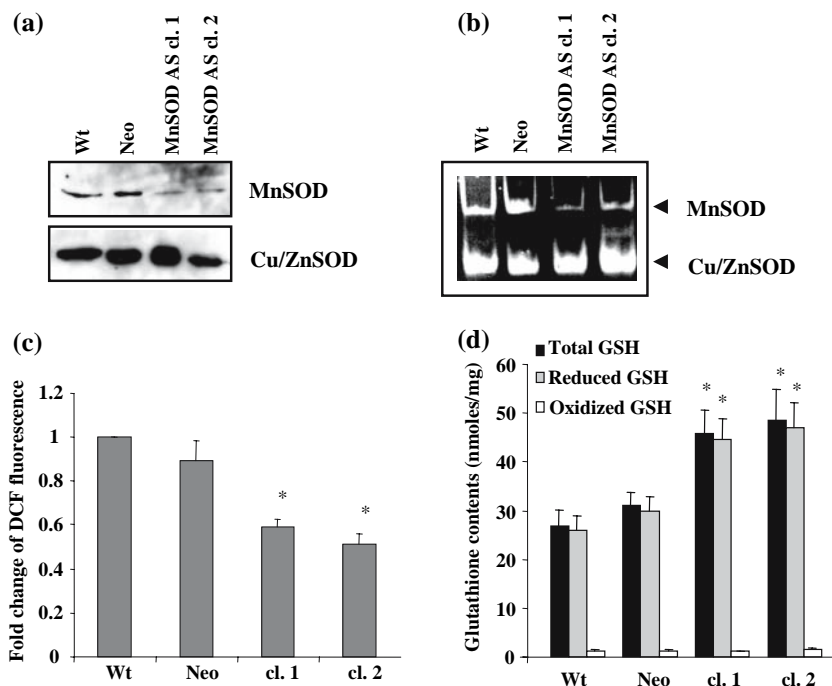 (a)
Wt
Neo
MnSOD AS cl. 1
MnSOD AS cl. 2
MnSOD
Cu/ZnSOD
(b)
Wt
Neo
MnSOD AS cl. 1
MnSOD AS cl. 2
MnSOD
Cu/ZnSOD
(c)
Fold change of DCF fluorescence
1.2
1
0.8
0.6
0.4
0.2
0
*
*
Wt
Neo
cl. 1
cl. 2
(d)
Total GSH
Reduced GSH
Oxidized GSH
Glutathione contents (nmoles/mg)
60
50
40
30
20
10
0
* *
* *
Wt
Neo
cl. 1
cl. 2